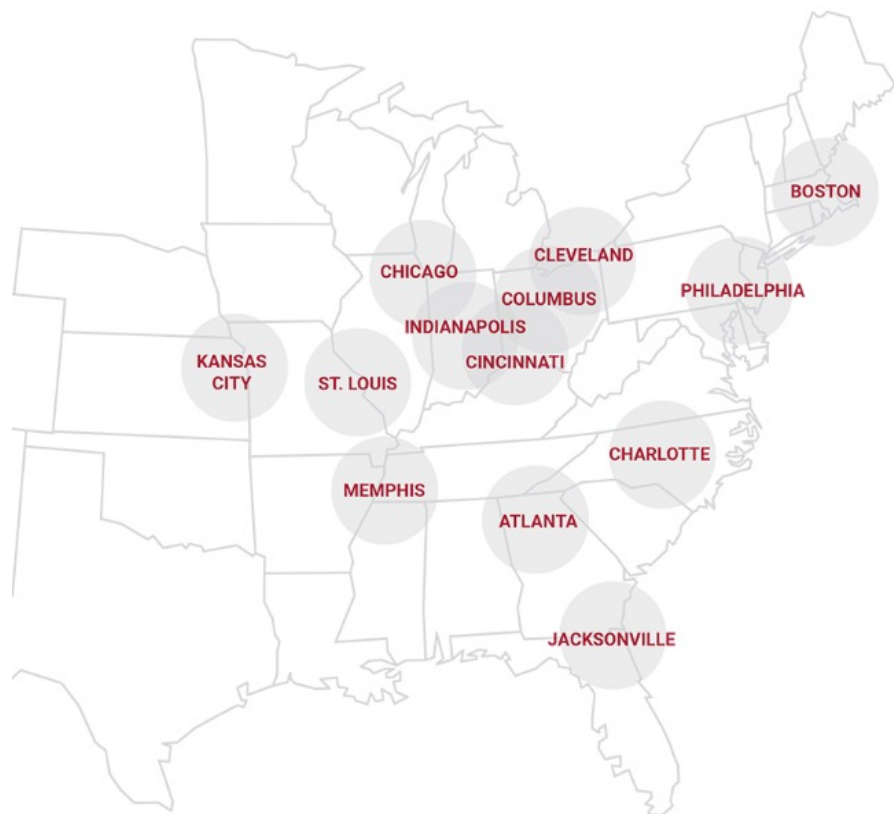 BOSTON
CLEVELAND
CHICAGO
PHILADELPHIA
COLUMBUS
INDIANAPOLIS
CINCINNATI
KANSAS
CITY
ST. LOUIS
CHARLOTTE
MEMPHIS
ATLANTA
JACKSONVILLE